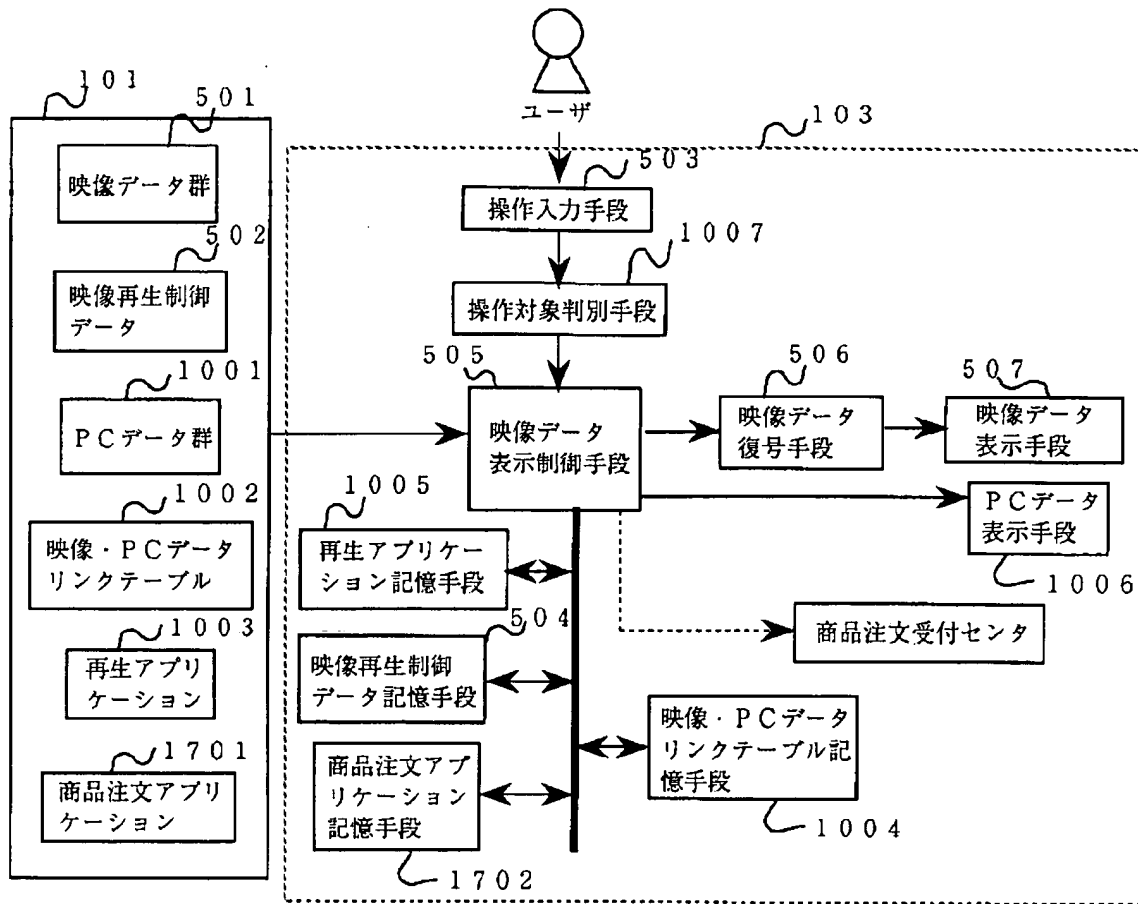 ユーザ
101
103
501
映像データ群
502
映像再生制御
データ
1001
PCデータ群
1002
映像・PCデータ
リンクテーブル
1003
再生アプリ
ケーション
1701
商品注文アプリ
ケーション
503
操作入力手段
1007
操作対象判別手段
505
映像データ
表示制御手段
506
映像データ
復号手段
507
映像データ
表示手段
PCデータ
表示手段
1006
商品注文受付センタ
1005
再生アプリケー
ション記憶手段
504
映像再生制御
データ記憶手段
商品注文アプ
リケーション
記憶手段
1702
映像・PCデータ
リンクテーブル記
憶手段
1004